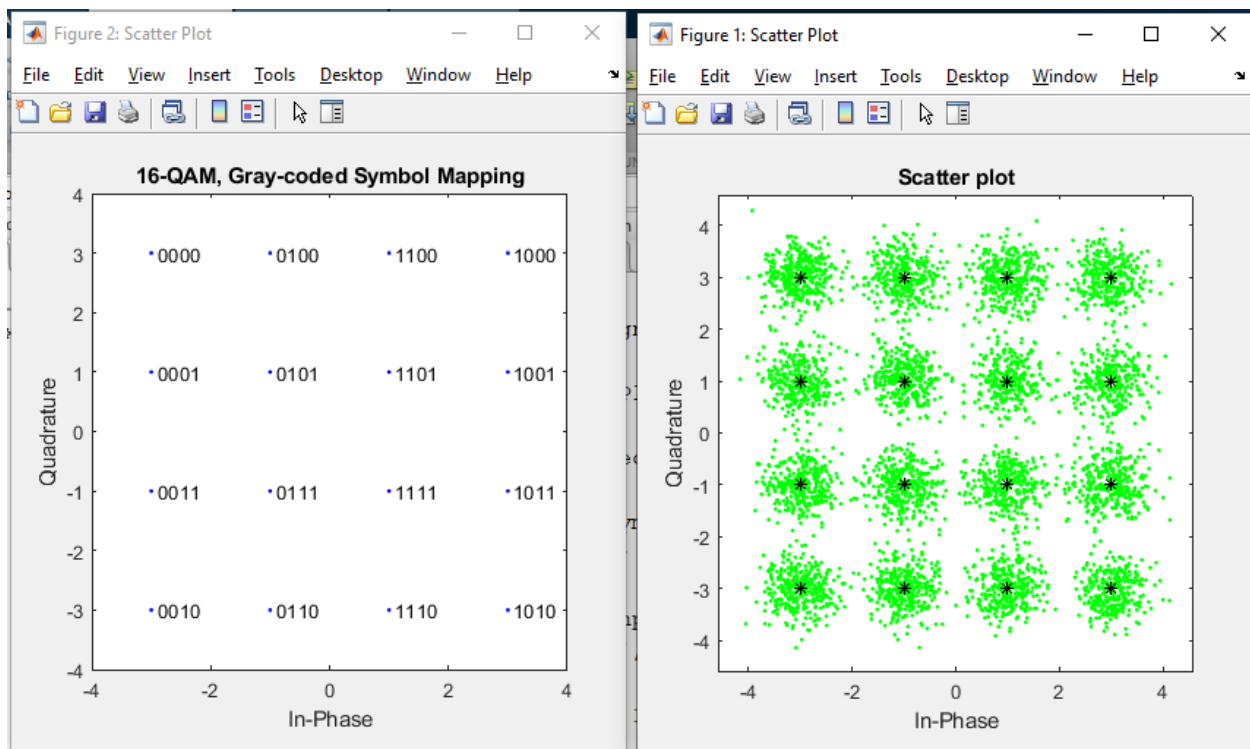 Figure 2: Scatter Plot
File Edit View Insert Tools Desktop Window Help
16-QAM, Gray-coded Symbol Mapping
4
3
2
1
0
-1
-2
-3
-4
Quadrature
0000 0100 1100 1000
0001 0101 1101 1001
0011 0111 1111 1011
0010 0110 1110 1010
-4 -2 0 2 4
In-Phase
Figure 1: Scatter Plot
File Edit View Insert Tools Desktop Window Help
Scatter plot
4
3
2
1
0
-1
-2
-3
-4
Quadrature
-4 -2 0 2 4
In-Phase